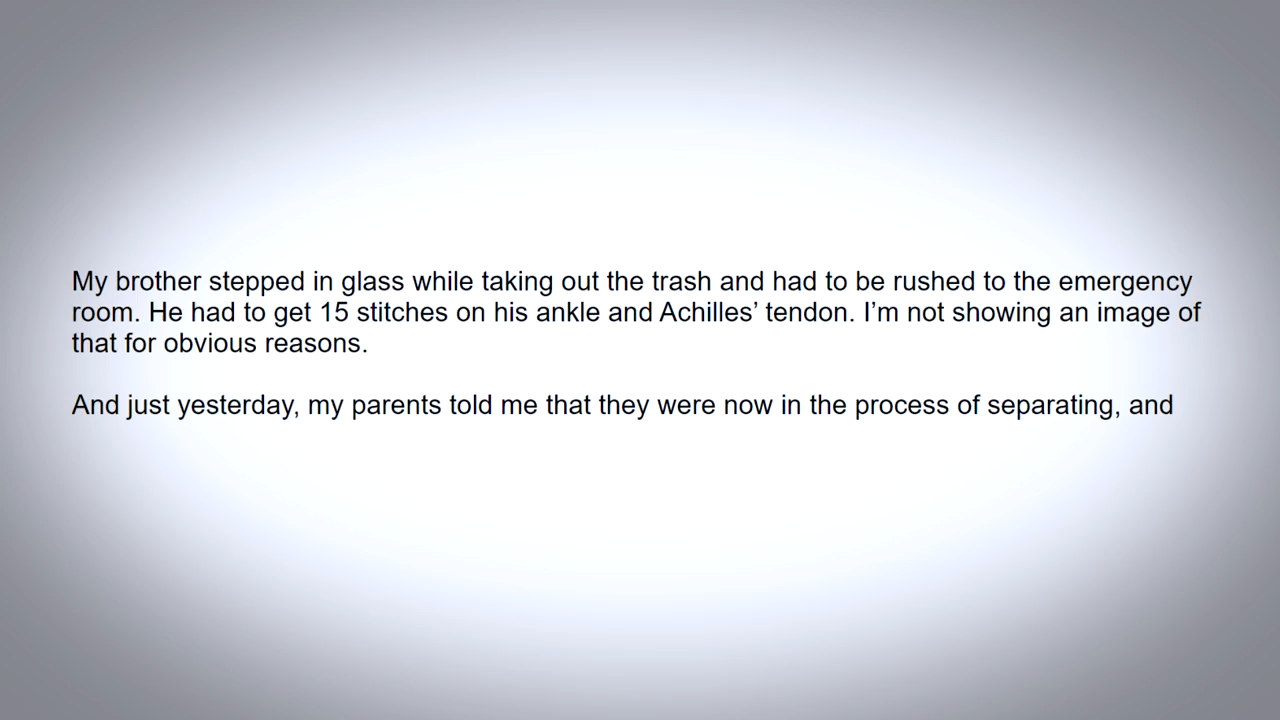 My brother stepped in glass while taking out the trash and had to be rushed to the emergency
room. He had to get 15 stitches on his ankle and Achilles’ tendon. I’m not showing an image of
that for obvious reasons.
And just yesterday, my parents told me that they were now in the process of separating, and